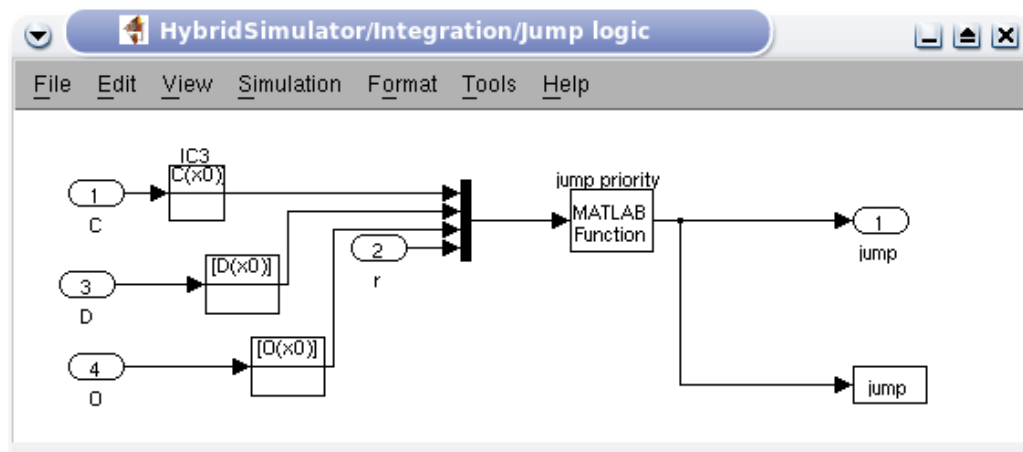 HybridSimulator/Integration/Jump logic
File Edit View Simulation Format Tools Help
IC3
C(x0)
1
C
[D(x0)]
3
D
[O(x0)]
4
O
2
r
jump priority
MATLAB
Function
1
jump
jump